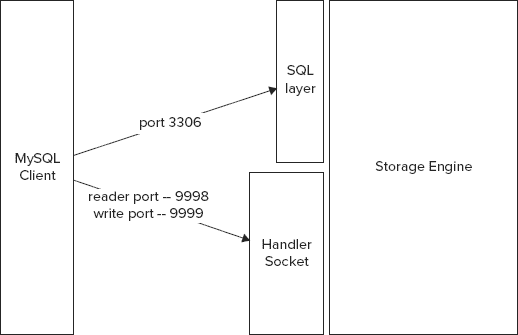 MySQL
Client
port 3306
reader port -- 9998
write port -- 9999
SQL
layer
Handler
Socket
Storage Engine